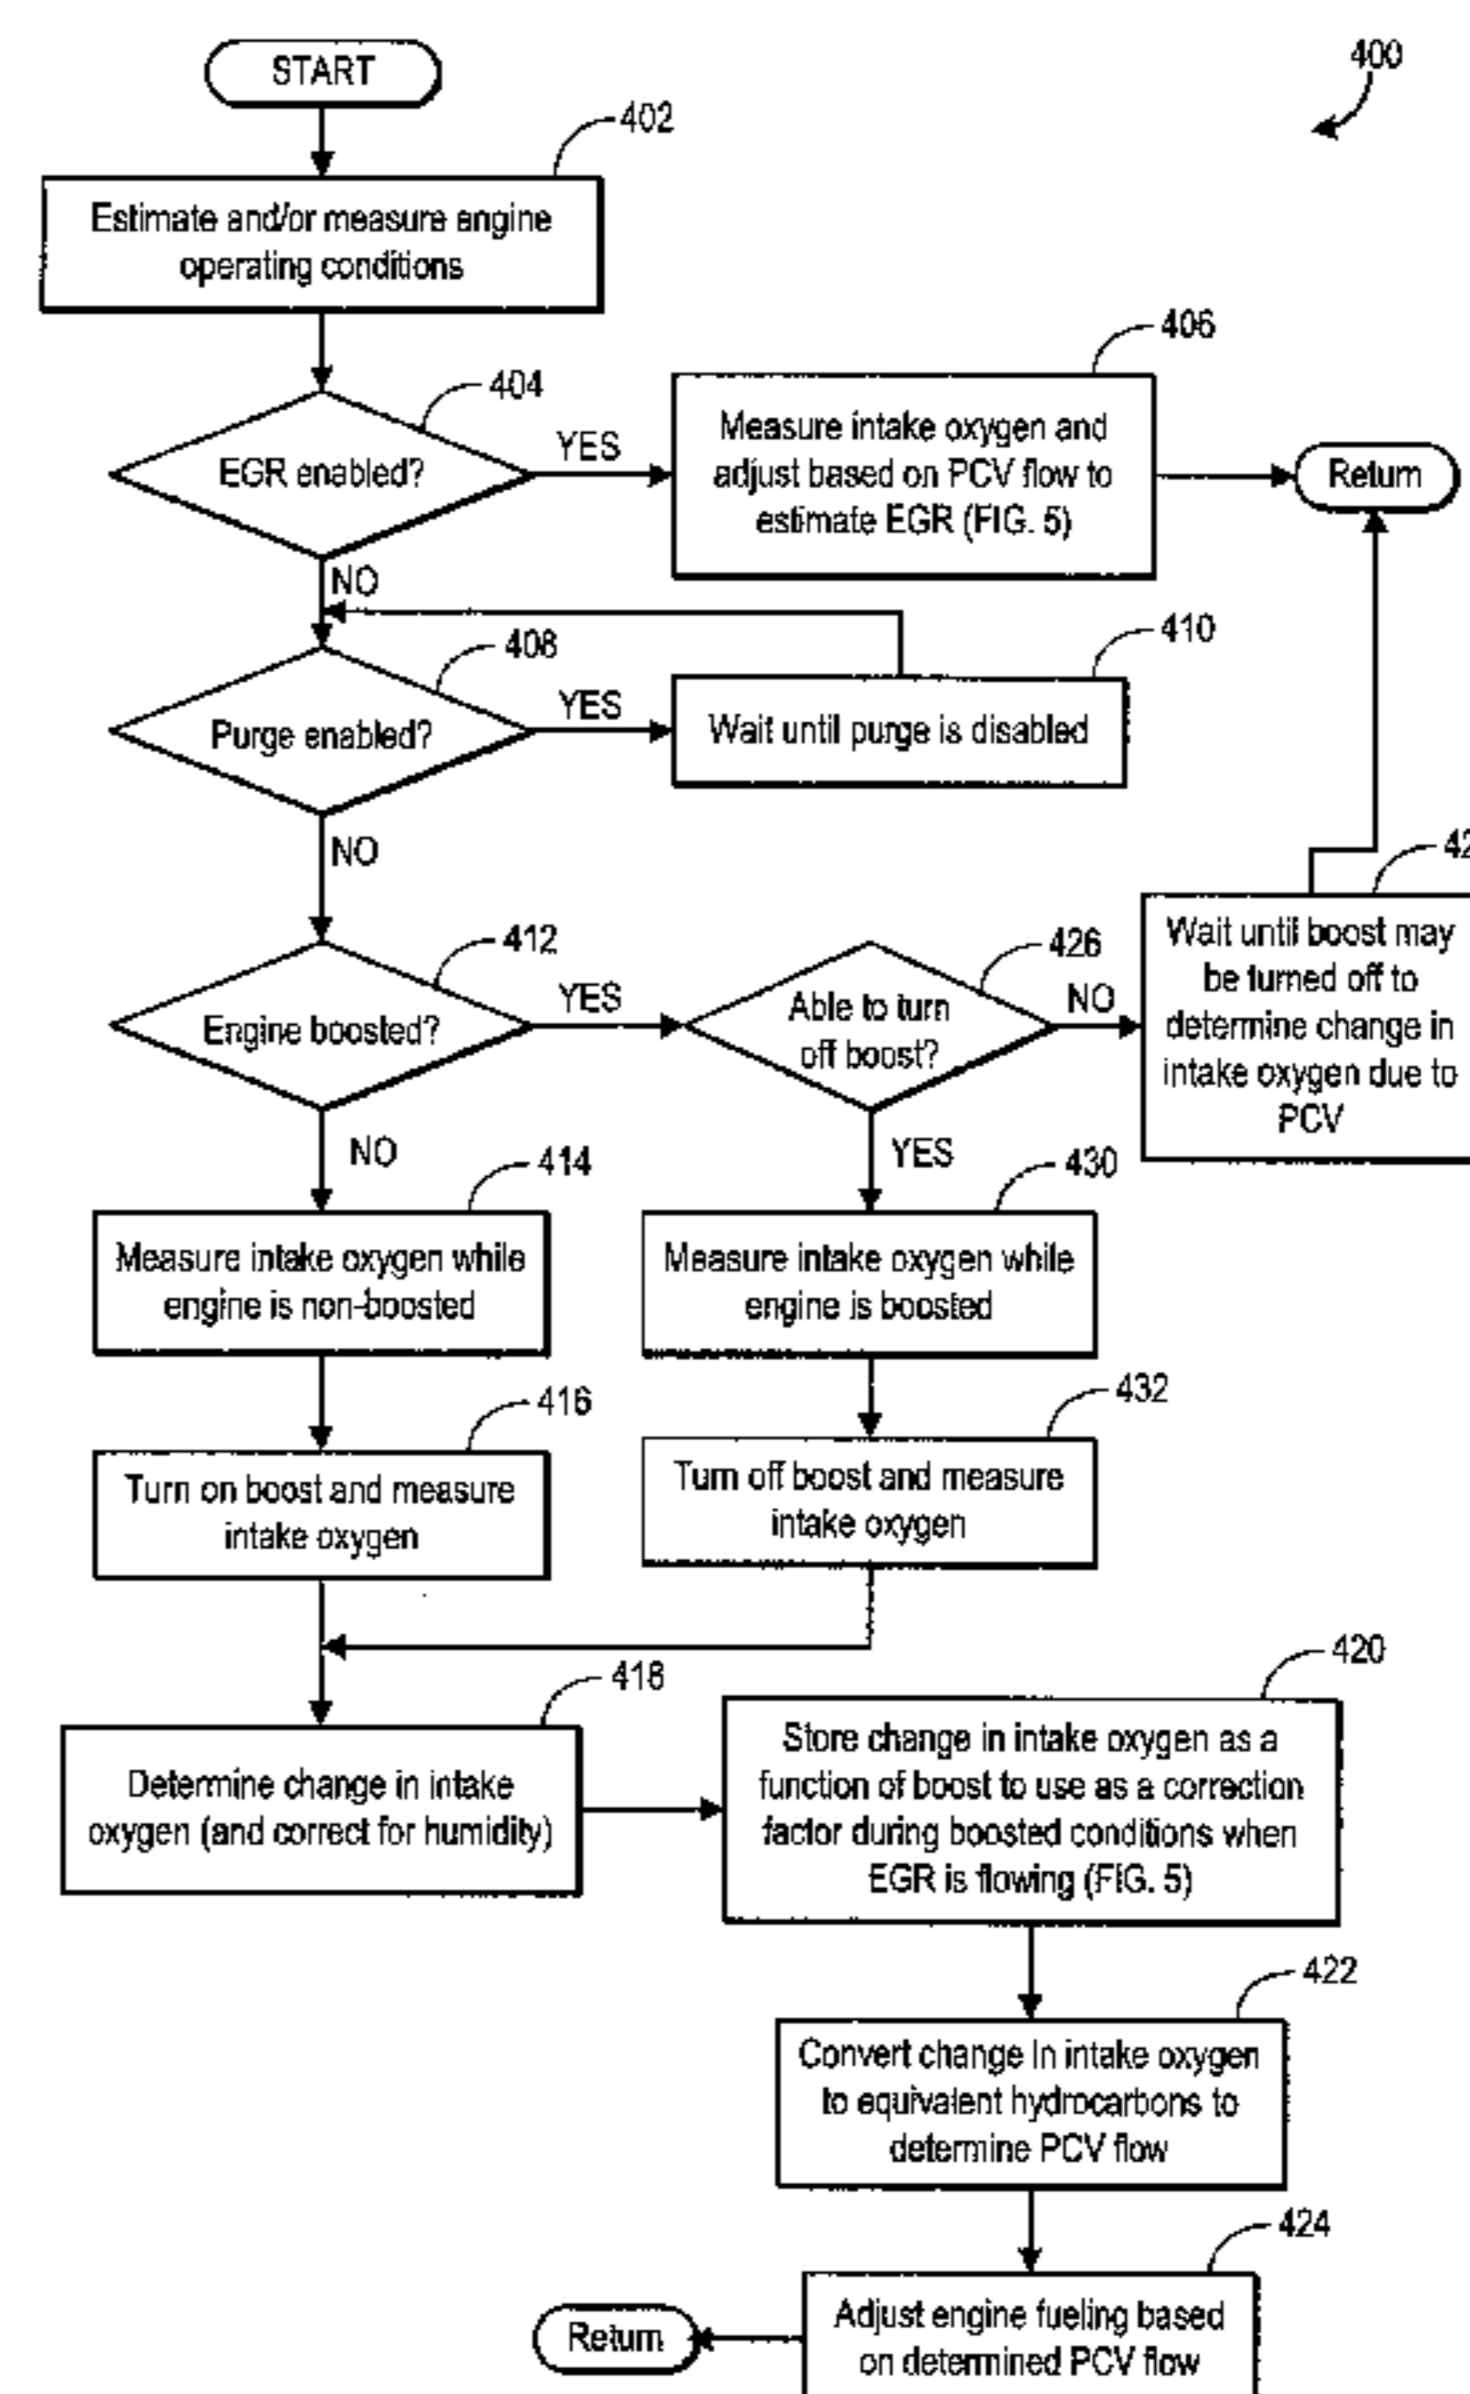 START
400
402
Estimate and/or measure engine
operating conditions
404
EGR enabled?
YES
NO
406
Measure intake oxygen and
adjust based on PCV flow to
estimate EGR (FIG. 5)
Return
408
Purge enabled?
YES
NO
410
Wait until purge is disabled
412
Engine boosted?
YES
NO
426
Able to turn
off boost?
NO
YES
42
Wait until boost may
be turned off to
determine change in
intake oxygen due to
PCV
414
Measure intake oxygen while
engine is non-boosted
430
Measure intake oxygen while
engine is boosted
416
Turn on boost and measure
intake oxygen
432
Turn off boost and measure
intake oxygen
418
Determine change in intake
oxygen (and correct for humidity)
420
Store change in intake oxygen as a
function of boost to use as a correction
factor during boosted conditions when
EGR is flowing (FIG. 5)
422
Convert change in intake oxygen
to equivalent hydrocarbons to
determine PCV flow
424
Adjust engine fueling based
on determined PCV flow
Return